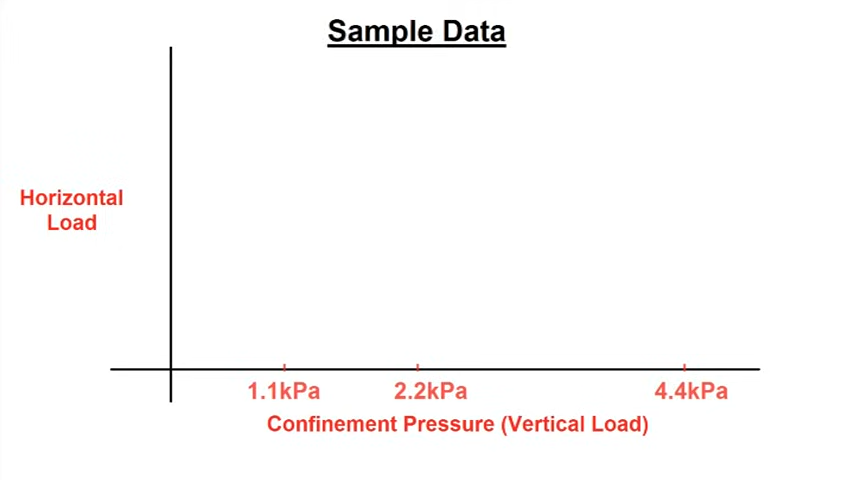 Sample Data
Horizontal
Load
1.1kPa 2.2kPa 4.4kPa
Confinement Pressure (Vertical Load)